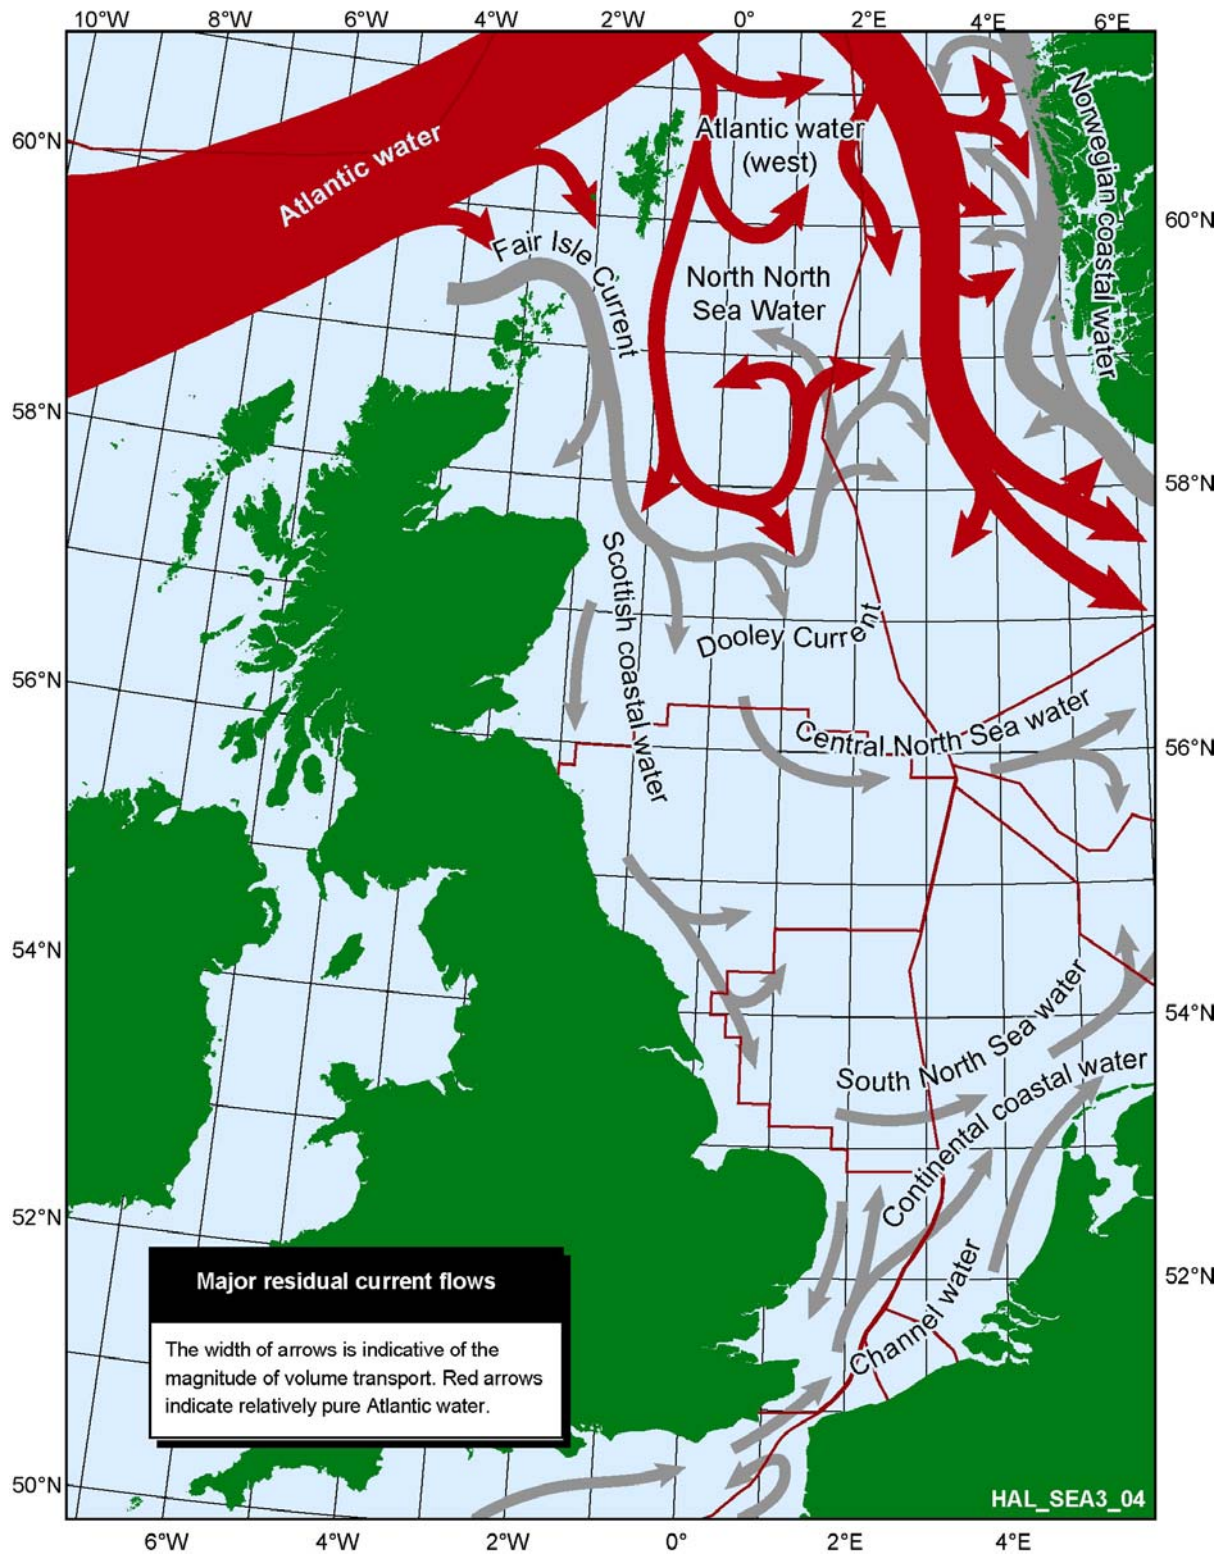 10°W 8°W 6°W 4°W 2°W 0° 2°E 4°E 6°E
60°N
58°N
56°N
54°N
52°N
50°N
60°N
58°N
56°N
54°N
52°N
Atlantic water
Atlantic water
(west)
Norwegian coastal water
Fair Isle Current
North North
Sea Water
Scottish coastal water
Dooley Current
Central North Sea water
South North Sea water
Continental coastal water
Channel water
Major residual current flows
The width of arrows is indicative of the
magnitude of volume transport. Red arrows
indicate relatively pure Atlantic water.
HAL_SEA3_04
6°W 4°W 2°W 0° 2°E 4°E